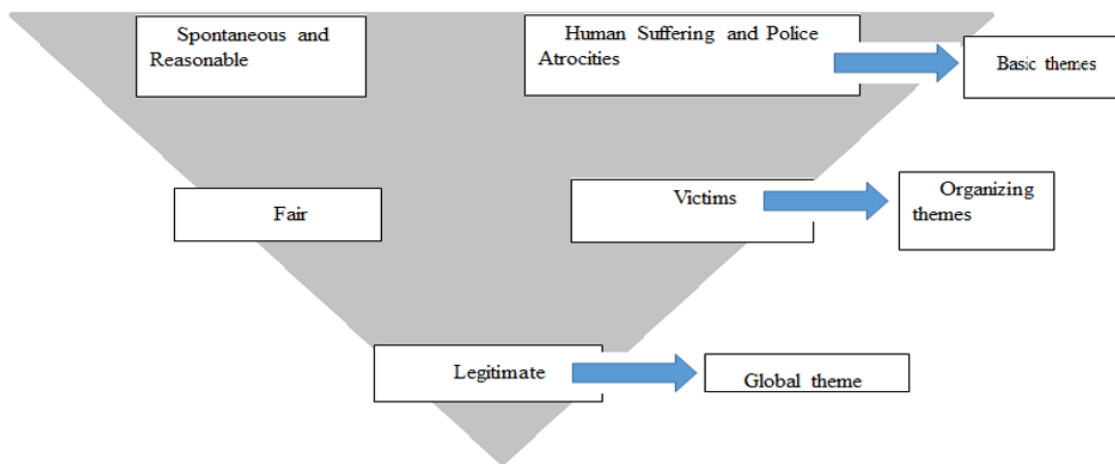 Spontaneous and
Reasonable
Human Suffering and Police
Atrocities
Basic themes
Fair
Victims
Organizing
themes
Legitimate
Global theme